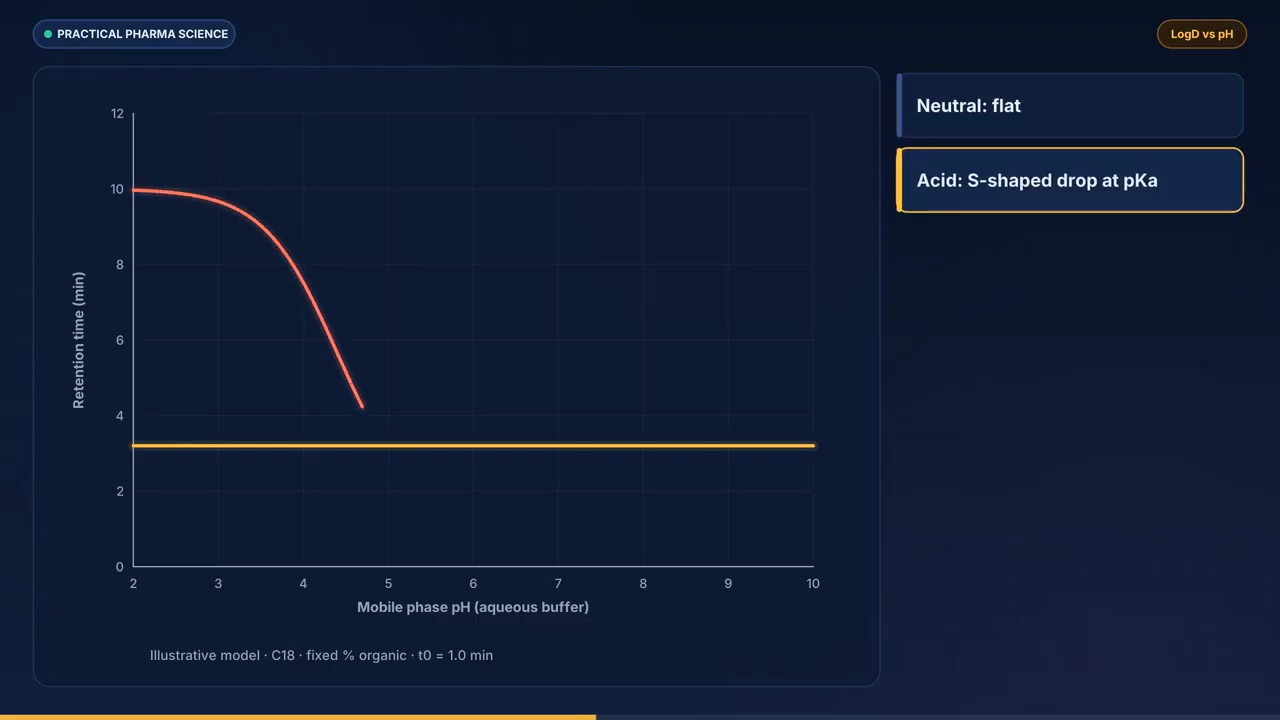 PRACTICAL PHARMA SCIENCE
LogD vs pH
Neutral: flat
Acid: S-shaped drop at pKa
Retention time (min)
12
10
8
6
4
2
0
2 3 4 5 6 7 8 9 10
Mobile phase pH (aqueous buffer)
Illustrative model · C18 · fixed % organic · t0 = 1.0 min